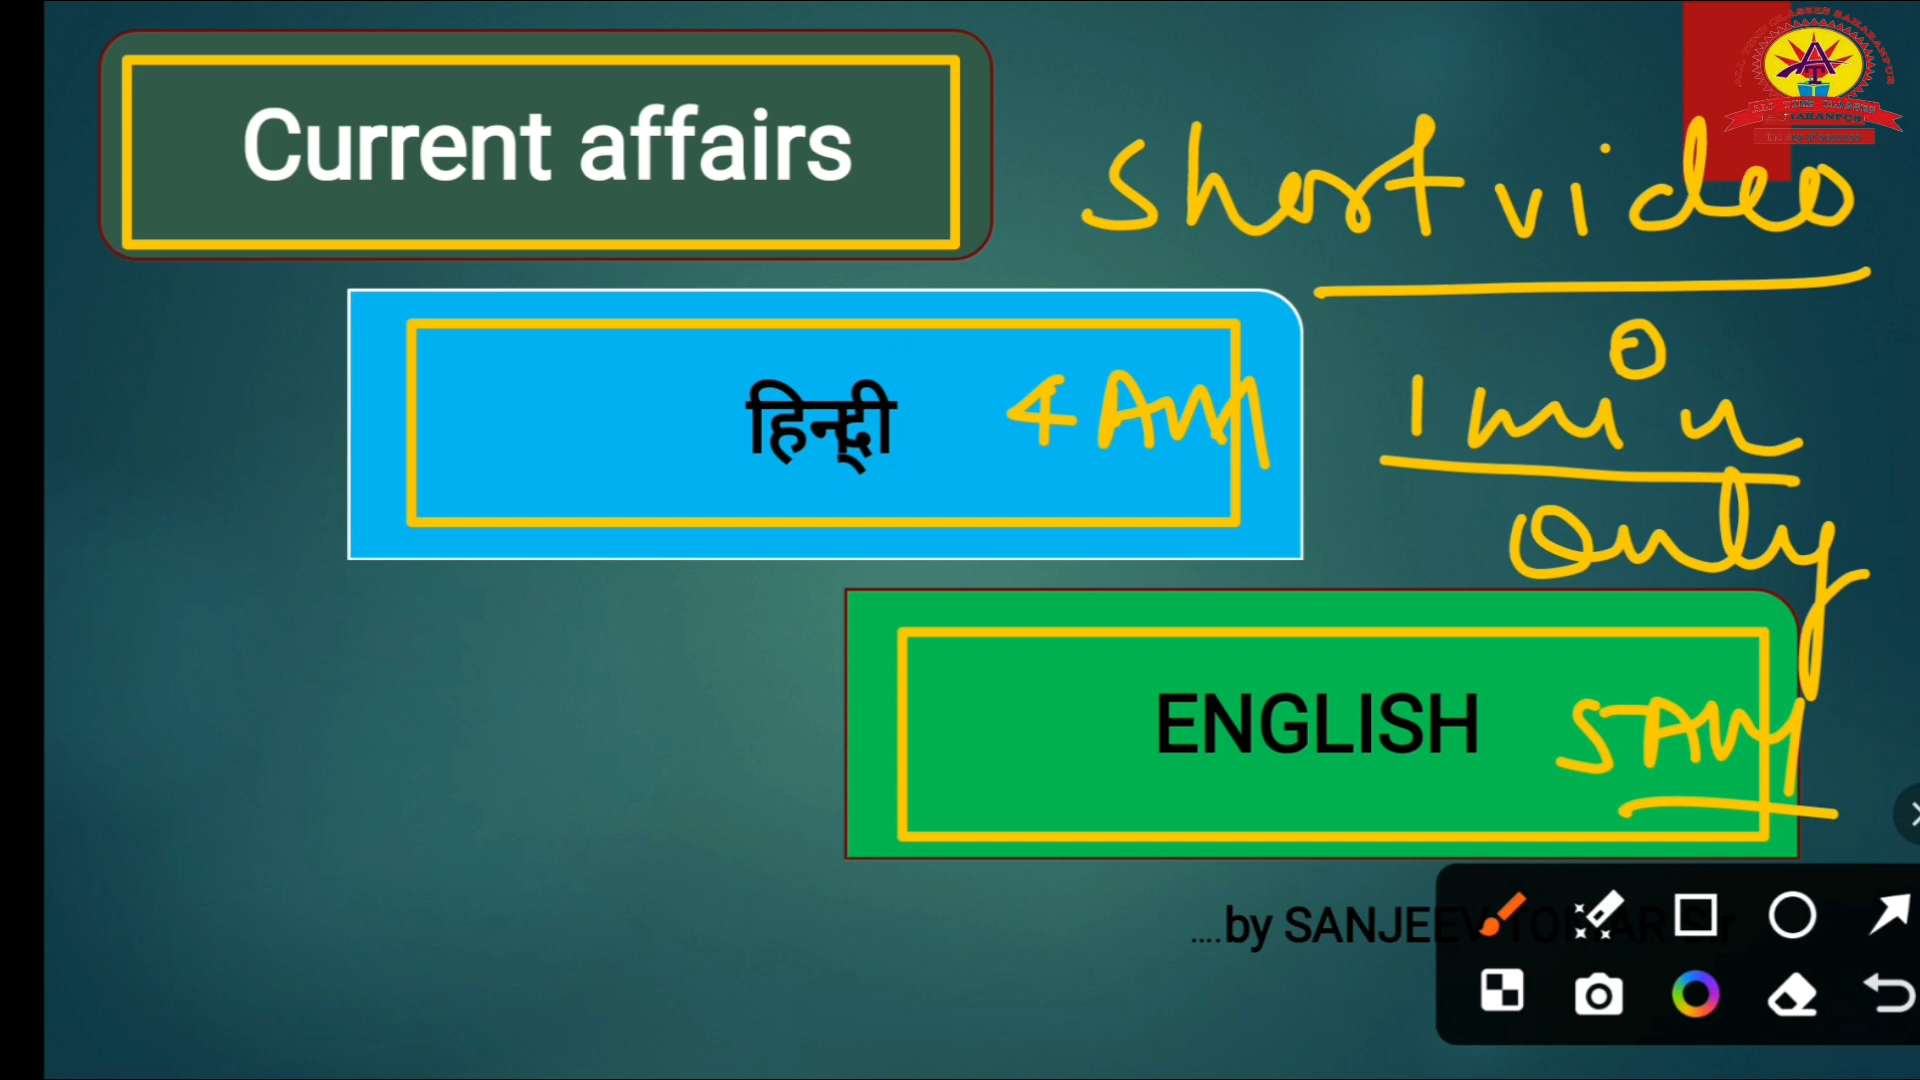 Current affairs
short video
हिन्द्दी 4 AM
1 min
only
ENGLISH 5 AM
....by SANJEEV TOMAR Sir